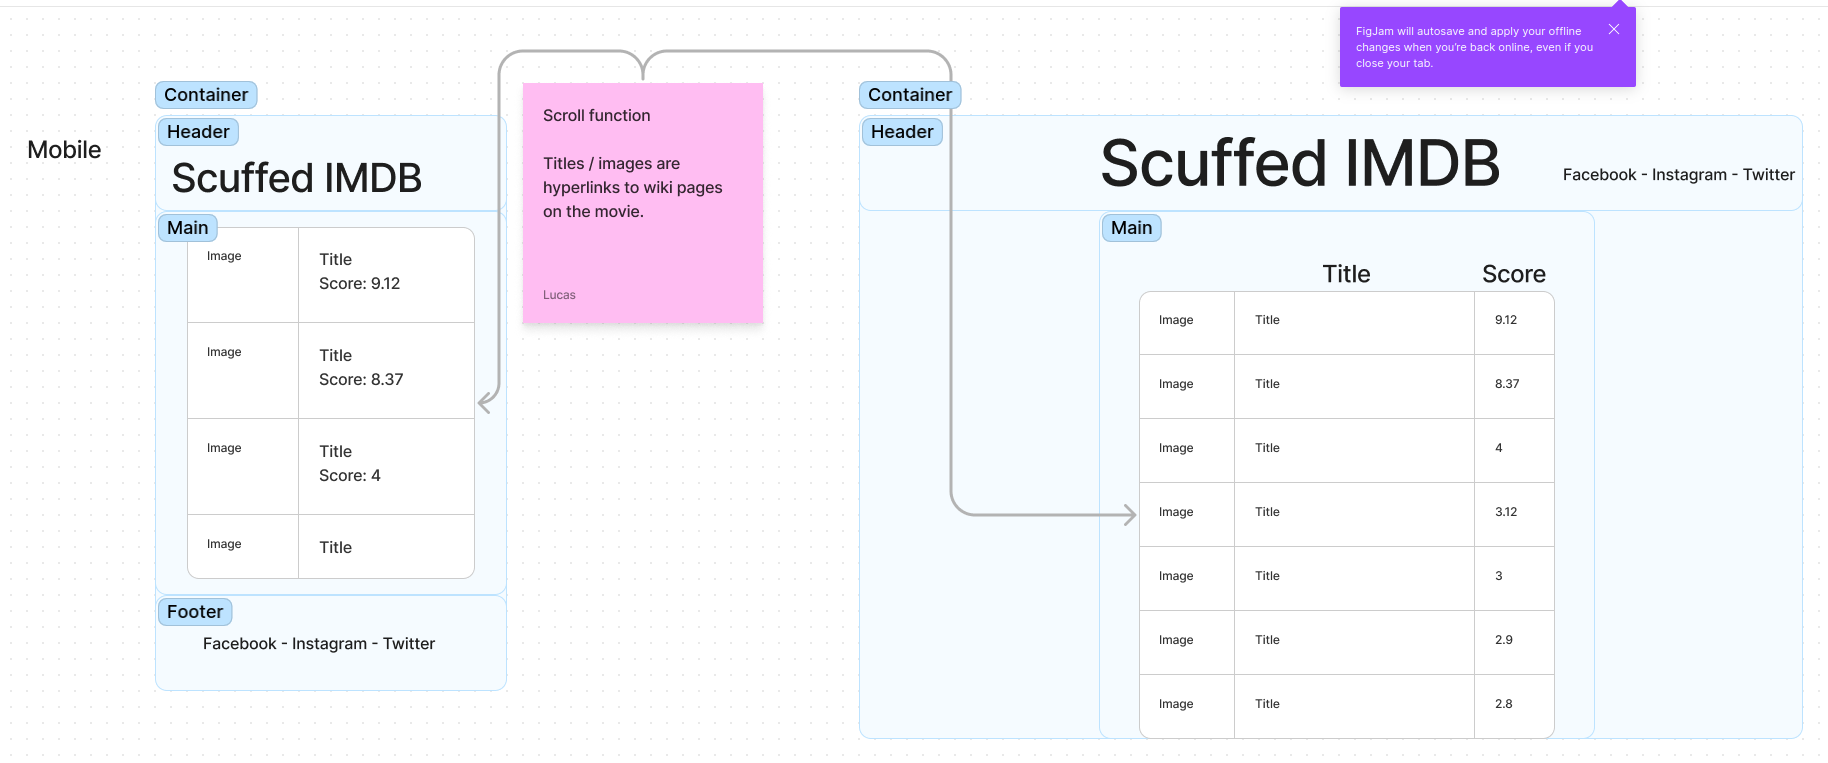 FigJam will autosave and apply your offline
changes when you're back online, even if you
close your tab.
Mobile
Container
Header
Scuffed IMDB
Main
Image
Title
Score: 9.12
Image
Title
Score: 8.37
Image
Title
Score: 4
Image
Title
Footer
Facebook - Instagram - Twitter
Scroll function
Titles / images are
hyperlinks to wiki pages
on the movie.
Lucas
Container
Header
Scuffed IMDB
Facebook - Instagram - Twitter
Main
Title Score
Image Title 9.12
Image Title 8.37
Image Title 4
Image Title 3.12
Image Title 3
Image Title 2.9
Image Title 2.8